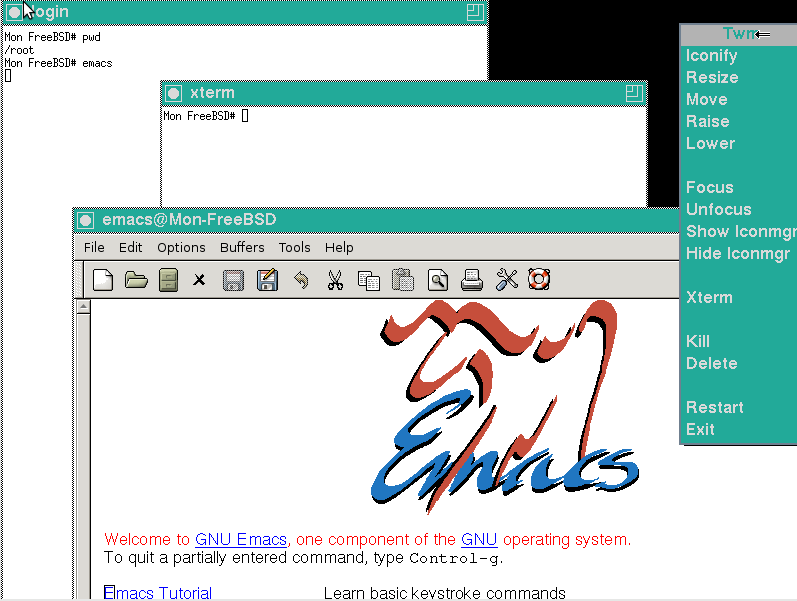 login
Mon FreeBSD# pwd
/root
Mon FreeBSD# emacs
xterm
Mon FreeBSD#
emacs@Mon-FreeBSD
File Edit Options Buffers Tools Help
Emacs
Welcome to GNU Emacs, one component of the GNU operating system.
To quit a partially entered command, type Control-g.
Emacs Tutorial Learn basic keystroke commands
Twm
Iconify
Resize
Move
Raise
Lower
Focus
Unfocus
Show Iconmgr
Hide Iconmgr
Xterm
Kill
Delete
Restart
Exit